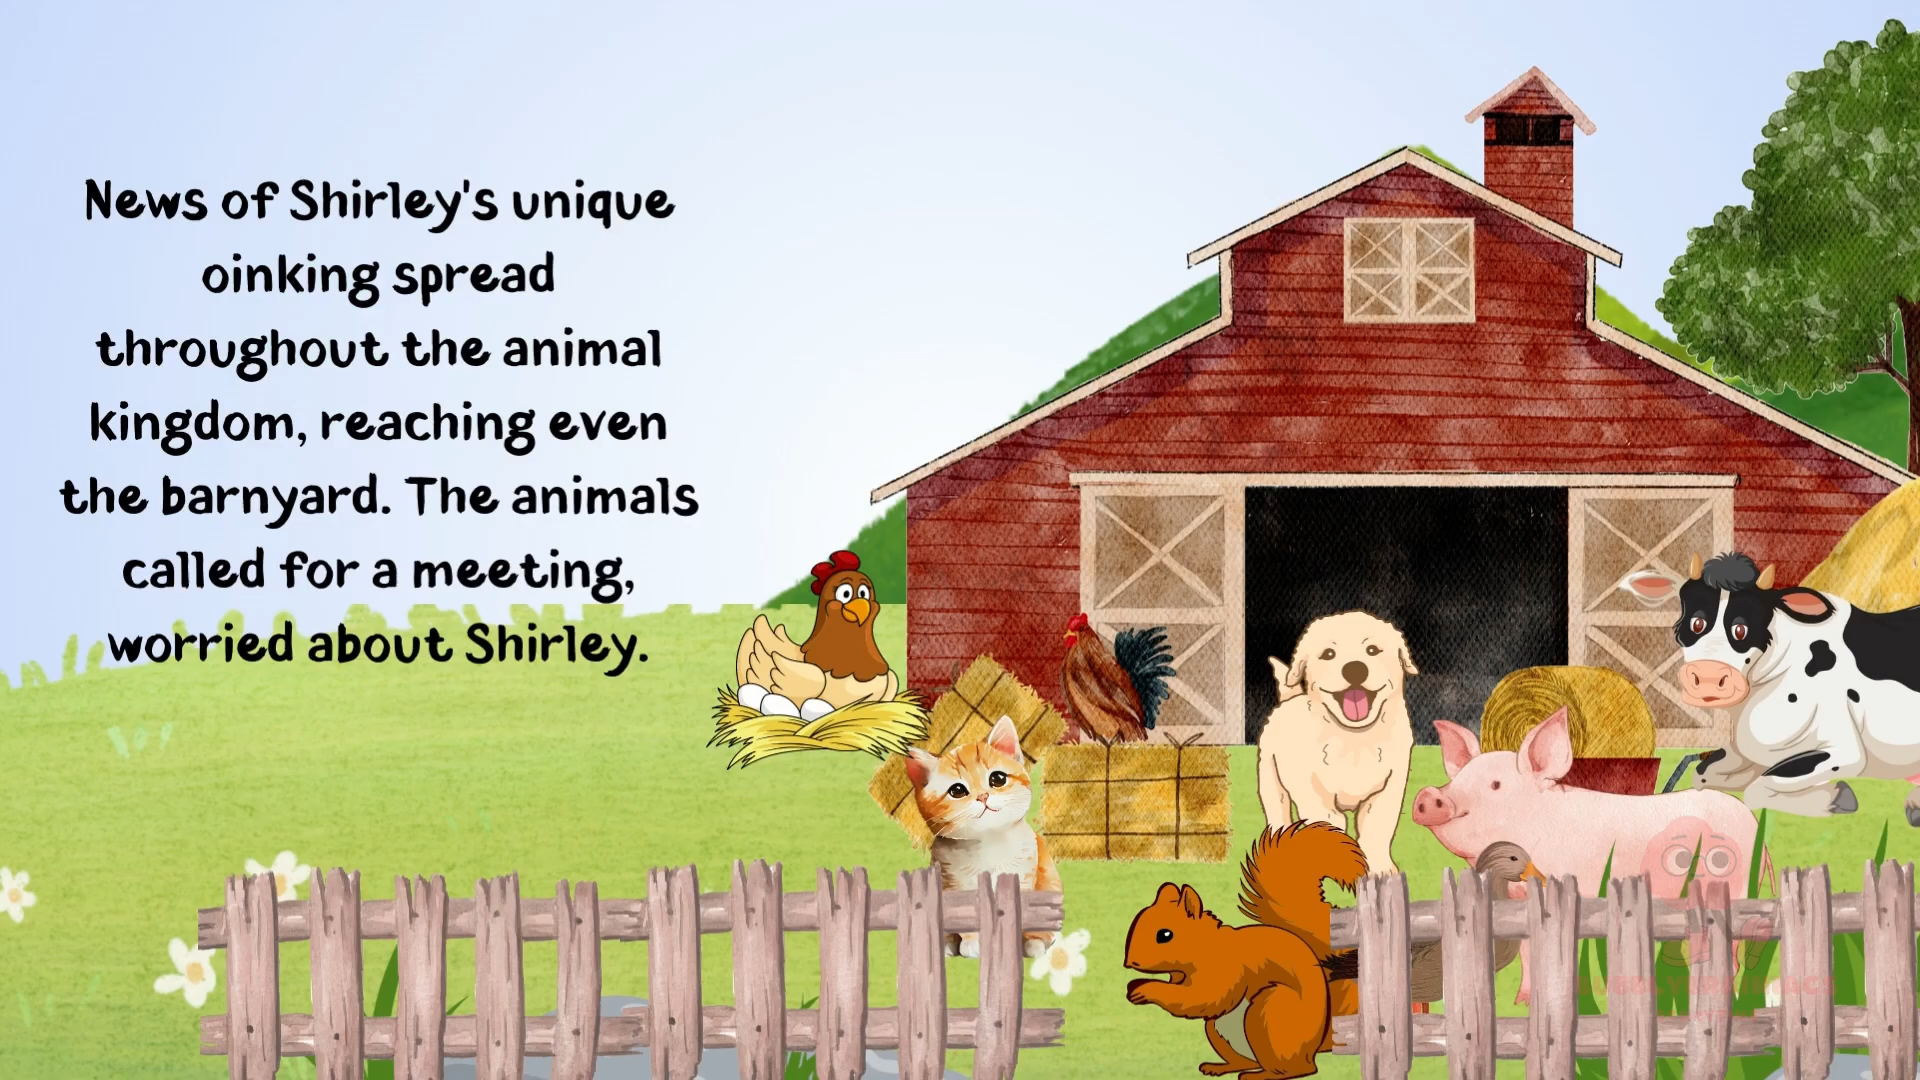 News of Shirley's unique
oinking spread
throughout the animal
kingdom, reaching even
the barnyard. The animals
called for a meeting,
worried about Shirley.